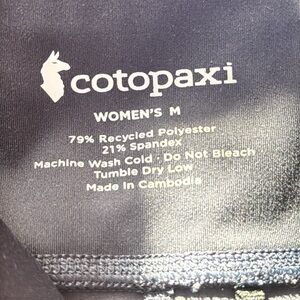 cotopaxi
WOMEN'S M
79% Recycled Polyester
21% Spandex
Machine Wash Cold · Do Not Bleach
Tumble Dry Low
Made in Cambodia